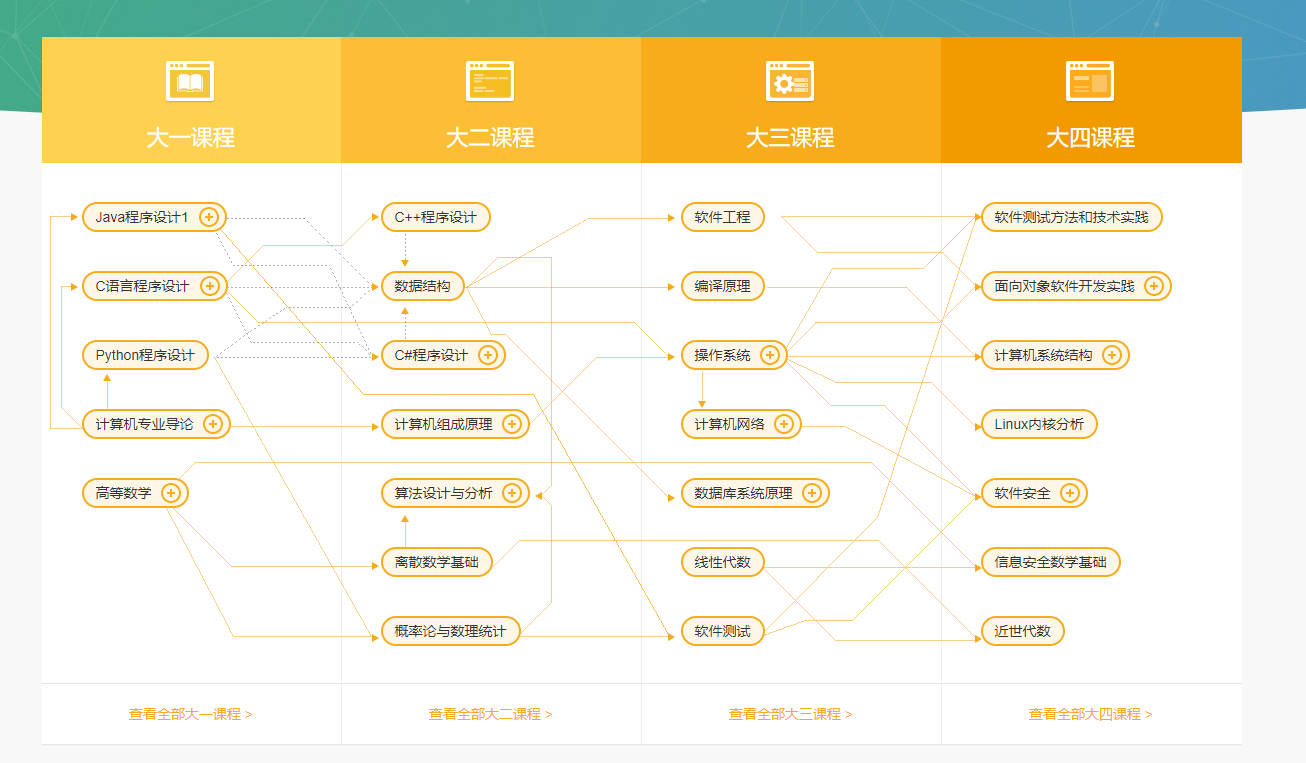 大一课程
大二课程
大三课程
大四课程
Java程序设计1
C语言程序设计
Python程序设计
计算机专业导论
高等数学
C++程序设计
数据结构
C#程序设计
计算机组成原理
算法设计与分析
离散数学基础
概率论与数理统计
软件工程
编译原理
操作系统
计算机网络
数据库系统原理
线性代数
软件测试
软件测试方法和技术实践
面向对象软件开发实践
计算机系统结构
Linux内核分析
软件安全
信息安全数学基础
近世代数
查看全部大一课程 >
查看全部大二课程 >
查看全部大三课程 >
查看全部大四课程 >